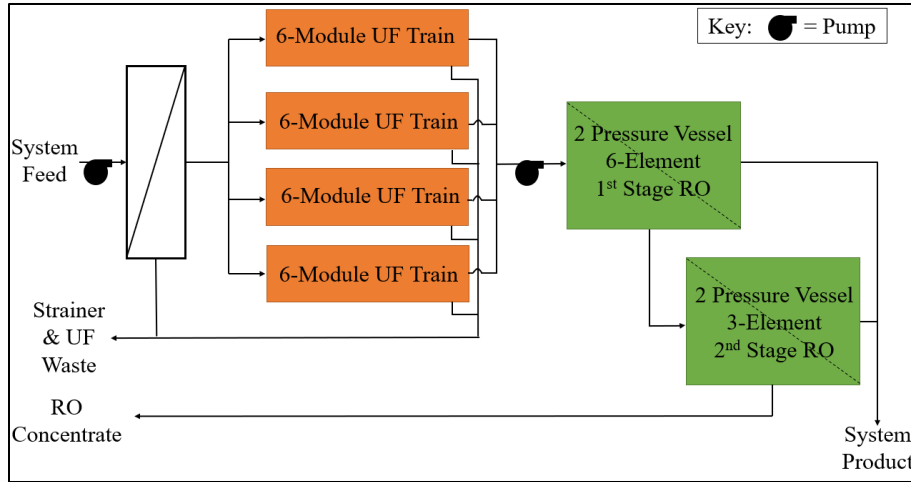 Key: = Pump
6-Module UF Train
6-Module UF Train
6-Module UF Train
6-Module UF Train
System
Feed
2 Pressure Vessel
6-Element
1st Stage RO
2 Pressure Vessel
3-Element
2nd Stage RO
Strainer
& UF
Waste
RO
Concentrate
System
Product